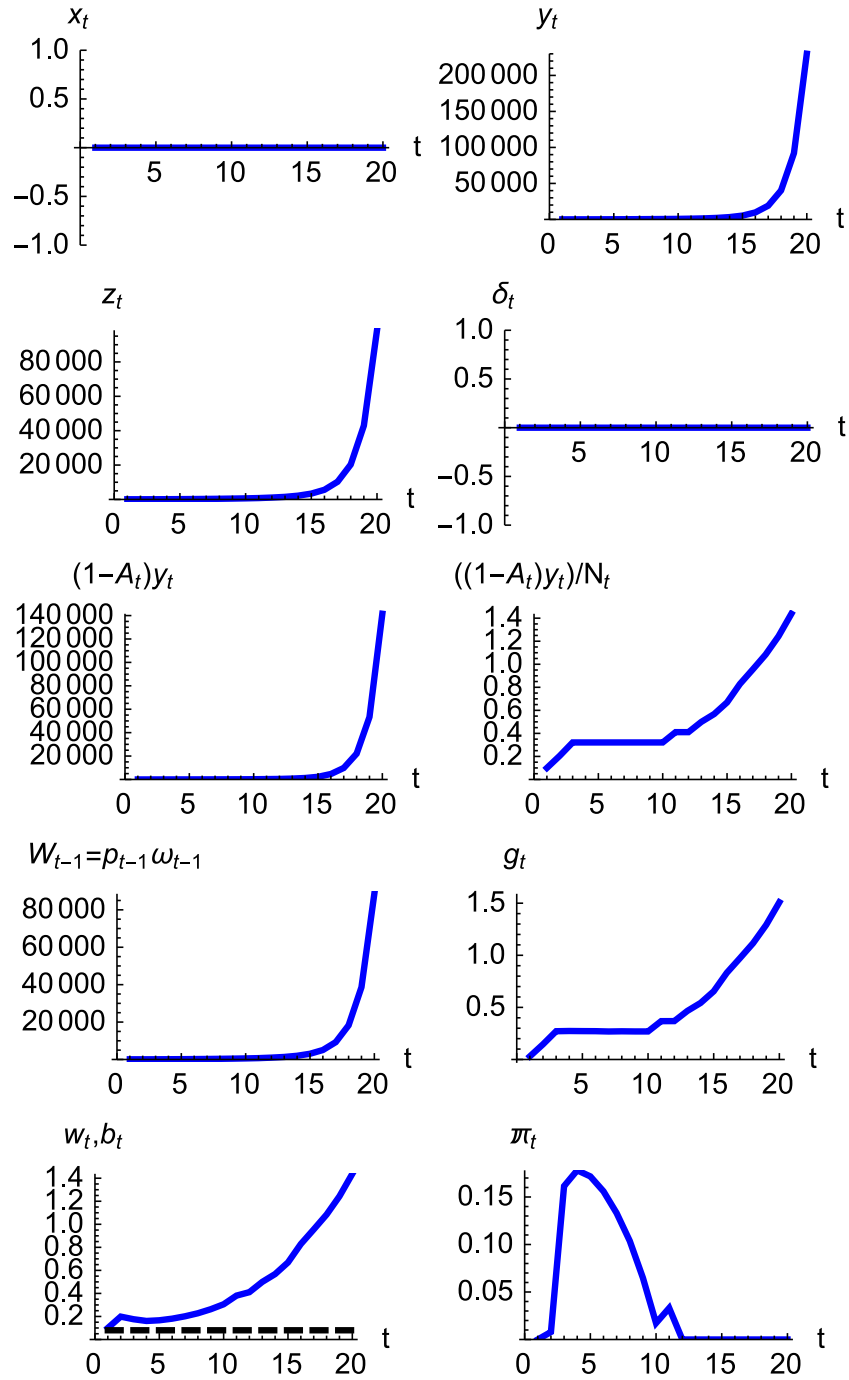 x_t
1.0
0.5
−0.5
−1.0
5 10 15 20 t
y_t
200 000
150 000
100 000
50 000
0 5 10 15 20 t
z_t
80 000
60 000
40 000
20 000
0 5 10 15 20 t
δ_t
1.0
0.5
−0.5
−1.0
5 10 15 20 t
(1−A_t)y_t
140 000
120 000
100 000
80 000
60 000
40 000
20 000
0 5 10 15 20 t
((1−A_t)y_t)/N_t
1.4
1.2
1.0
0.8
0.6
0.4
0.2
0 5 10 15 20 t
W_{t−1}=p_{t−1}ω_{t−1}
80 000
60 000
40 000
20 000
0 5 10 15 20 t
g_t
1.5
1.0
0.5
5 10 15 20 t
w_t,b_t
1.4
1.2
1.0
0.8
0.6
0.4
0.2
0 5 10 15 20 t
π_t
0.15
0.10
0.05
0 5 10 15 20 t